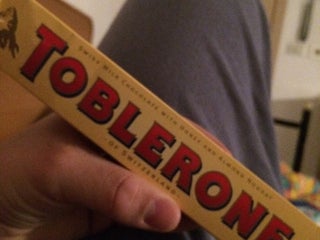 SWISS MILK CHOCOLATE WITH HONEY AND ALMOND NOUGAT
TOBLERONE
OF SWITZERLAND